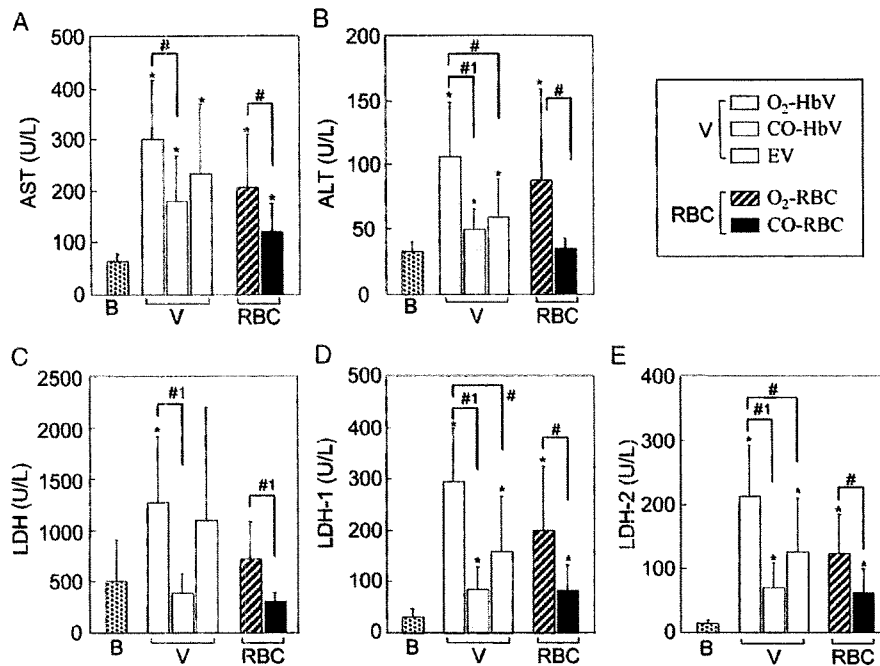 A
AST (U/L)
500
400
300
200
100
0
#
*
*
*
#
*
*
B
V
RBC
B
ALT (U/L)
200
150
100
50
0
#
#1
*
*
*
#
*
B
V
RBC
V
O₂-HbV
CO-HbV
EV
RBC
O₂-RBC
CO-RBC
C
LDH (U/L)
2500
2000
1500
1000
500
0
#1
*
#1
B
V
RBC
D
LDH-1 (U/L)
500
400
300
200
100
0
#1
#
*
*
*
#
*
*
B
V
RBC
E
LDH-2 (U/L)
400
300
200
100
0
#
#1
*
*
*
#
*
*
B
V
RBC